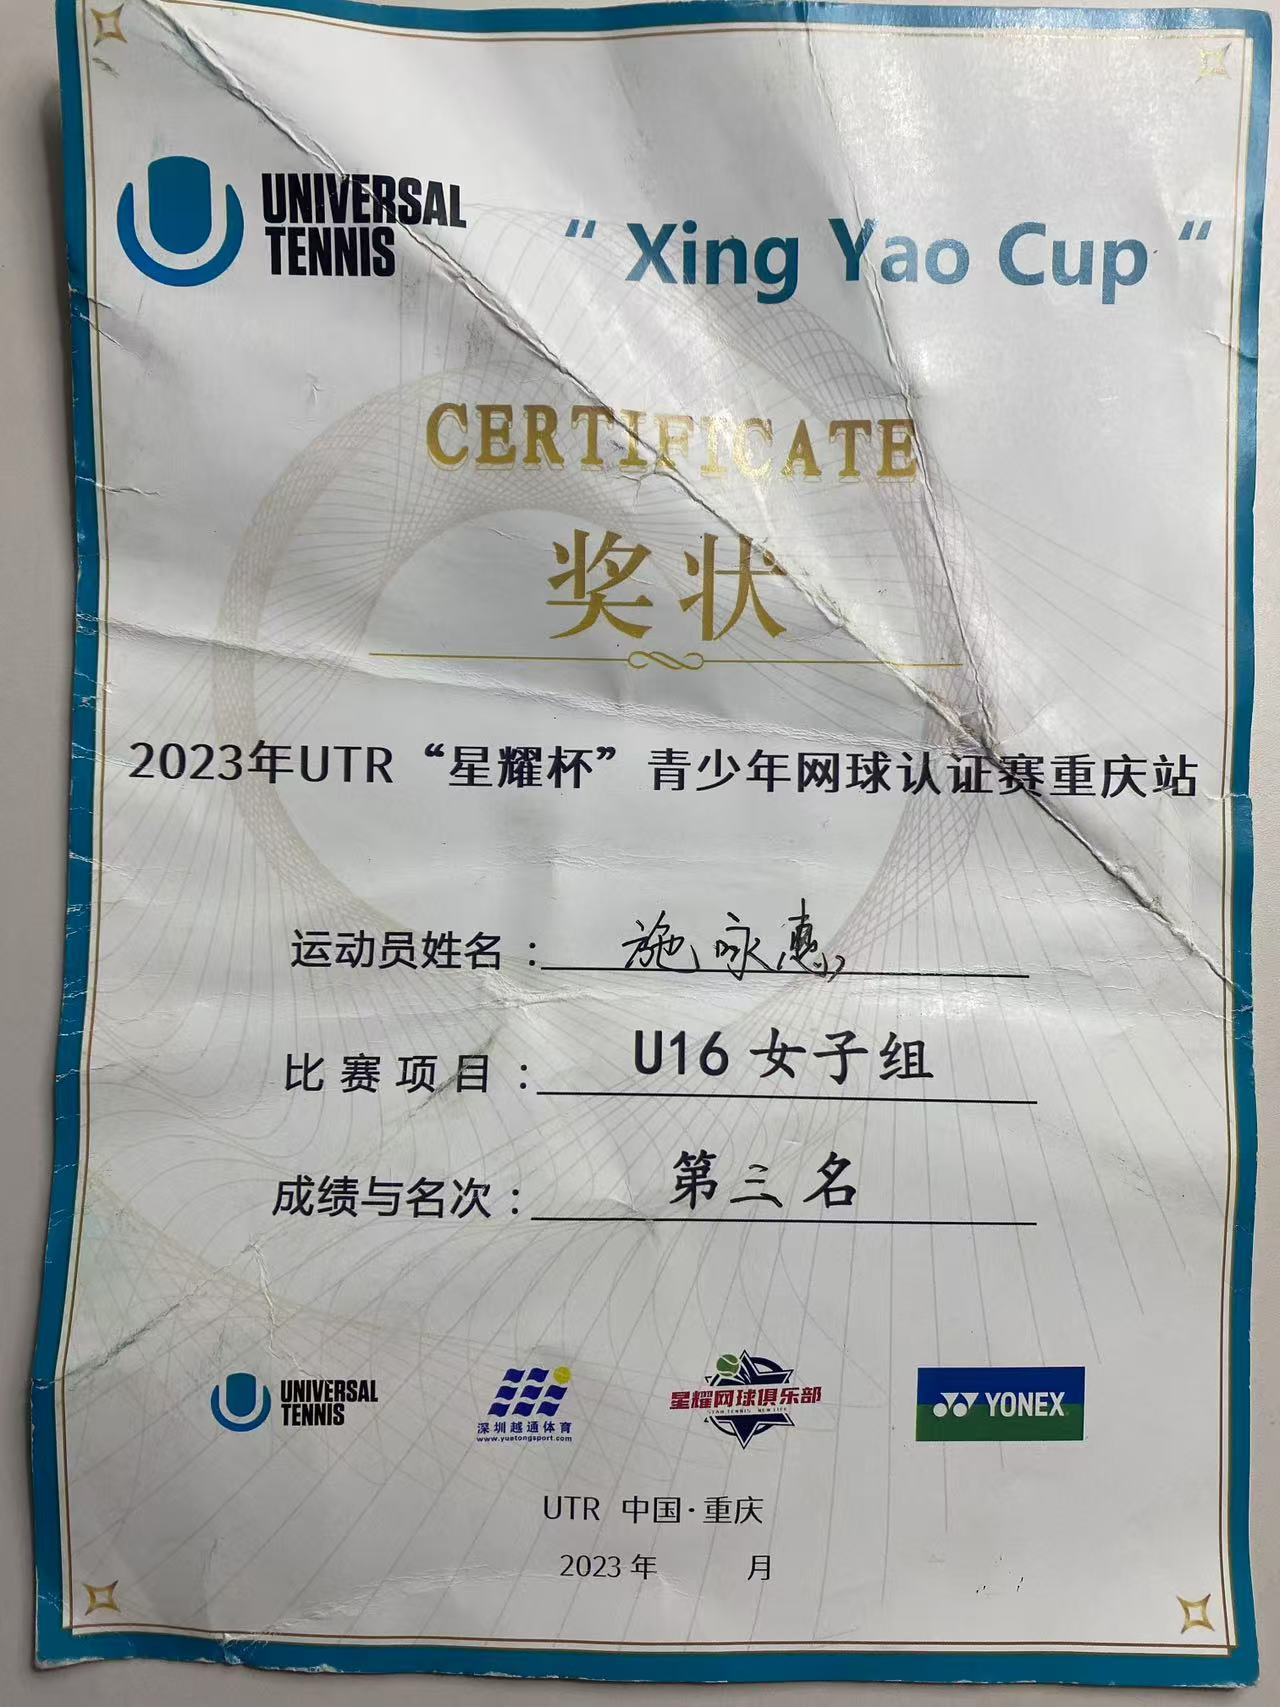 UNIVERSAL
TENNIS
“ Xing Yao Cup “
CERTIFICATE
奖状
2023年UTR“星耀杯”青少年网球认证赛重庆站
运动员姓名：施咏惠
比赛项目：U16女子组
成绩与名次：第三名
UNIVERSAL
TENNIS
深圳越通体育
www.yuetongsport.com
星耀网球俱乐部
STAR TENNIS NEW LIFE
YONEX
UTR 中国·重庆
2023年 月